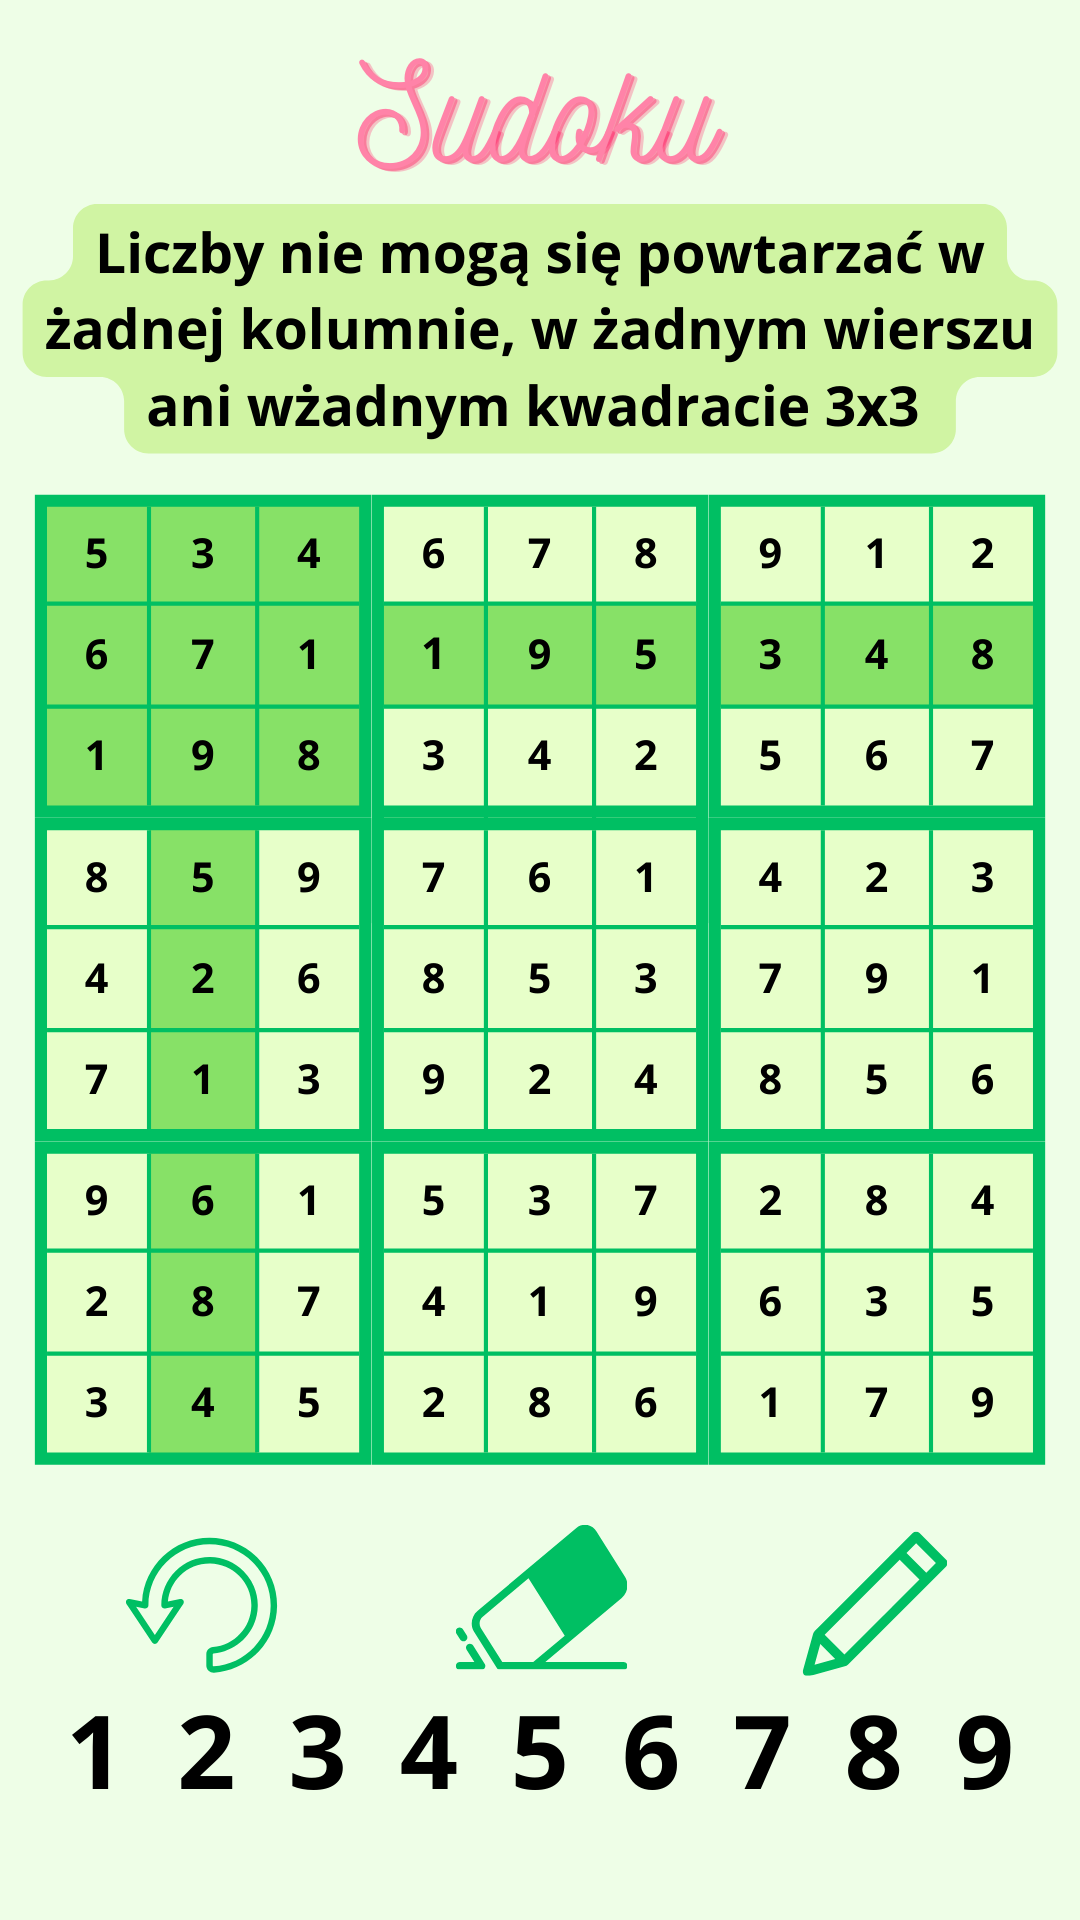 Sudoku
Liczby nie mogą się powtarzać w
żadnej kolumnie, w żadnym wierszu
ani wżadnym kwadracie 3x3
5 3 4 6 7 8 9 1 2
6 7 1 1 9 5 3 4 8
1 9 8 3 4 2 5 6 7
8 5 9 7 6 1 4 2 3
4 2 6 8 5 3 7 9 1
7 1 3 9 2 4 8 5 6
9 6 1 5 3 7 2 8 4
2 8 7 4 1 9 6 3 5
3 4 5 2 8 6 1 7 9
1 2 3 4 5 6 7 8 9